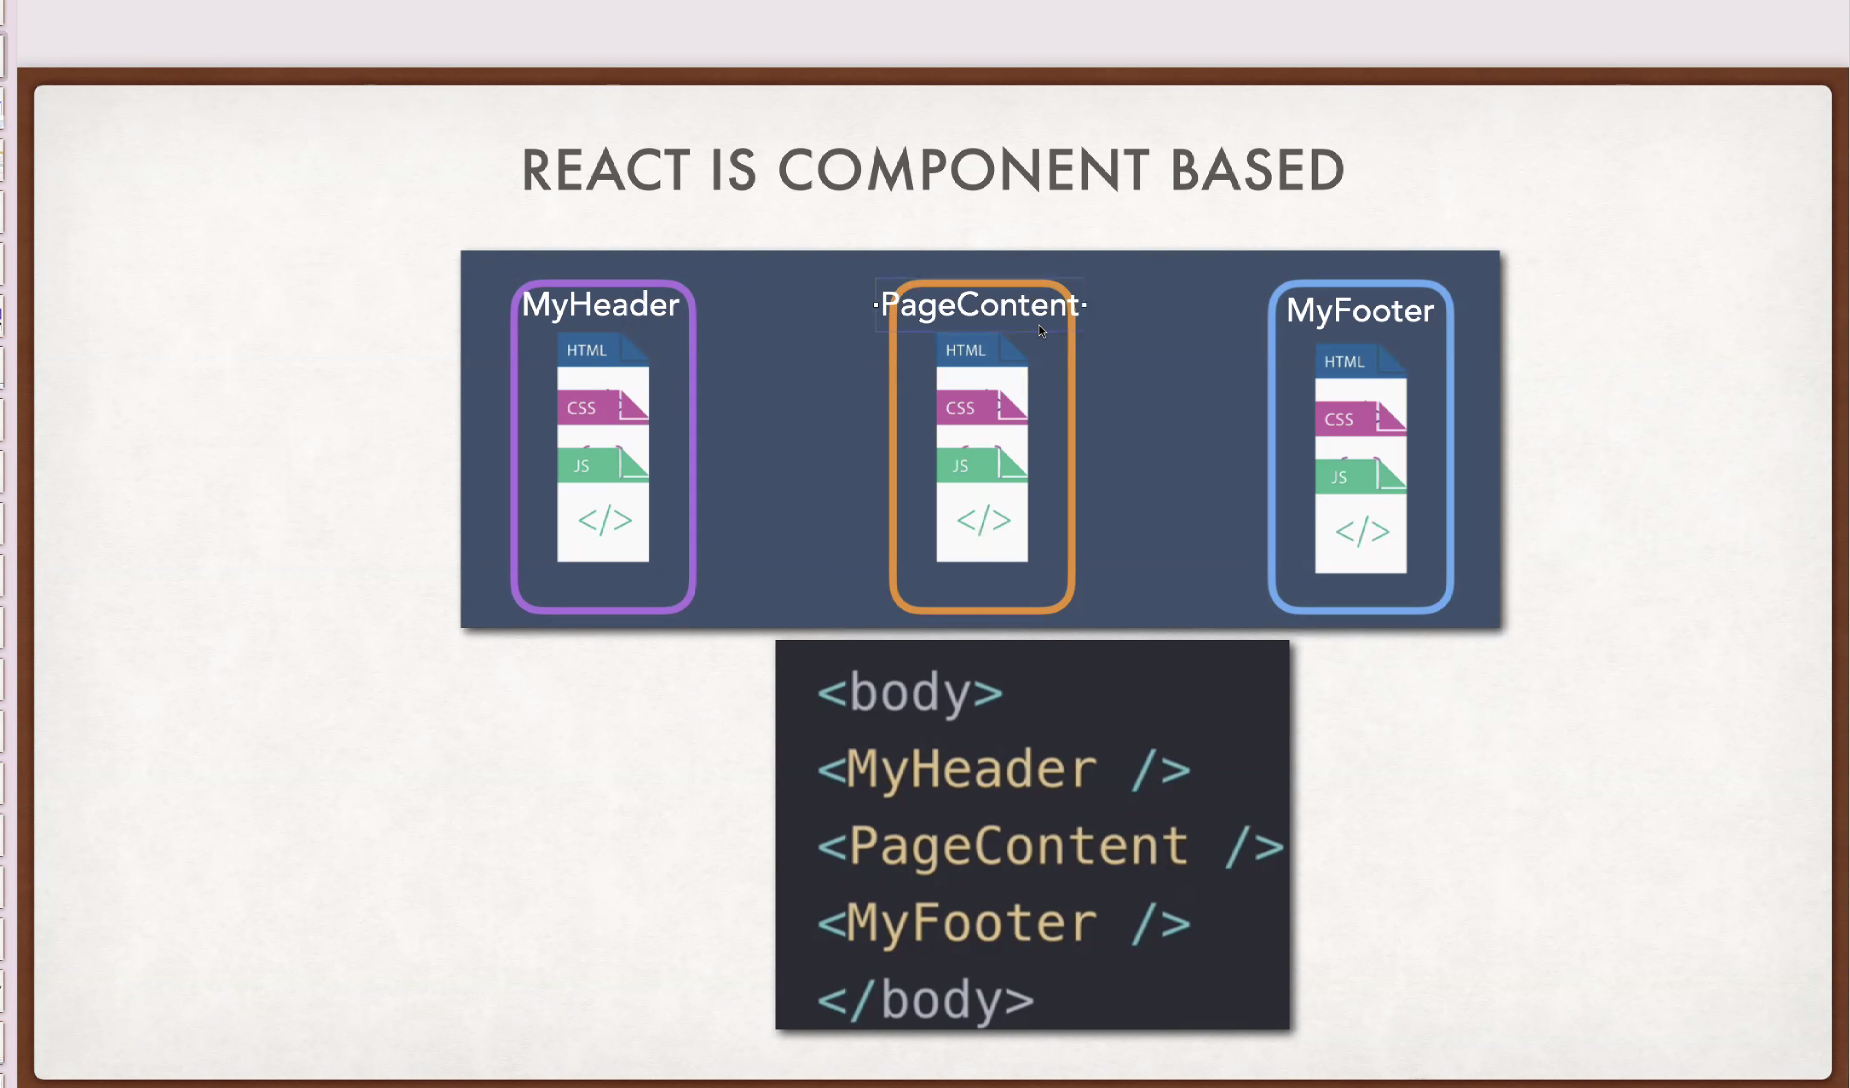 REACT IS COMPONENT BASED
MyHeader
HTML
CSS
JS
</>
PageContent
HTML
CSS
JS
</>
MyFooter
HTML
CSS
JS
</>
<body>
<MyHeader />
<PageContent />
<MyFooter />
</body>